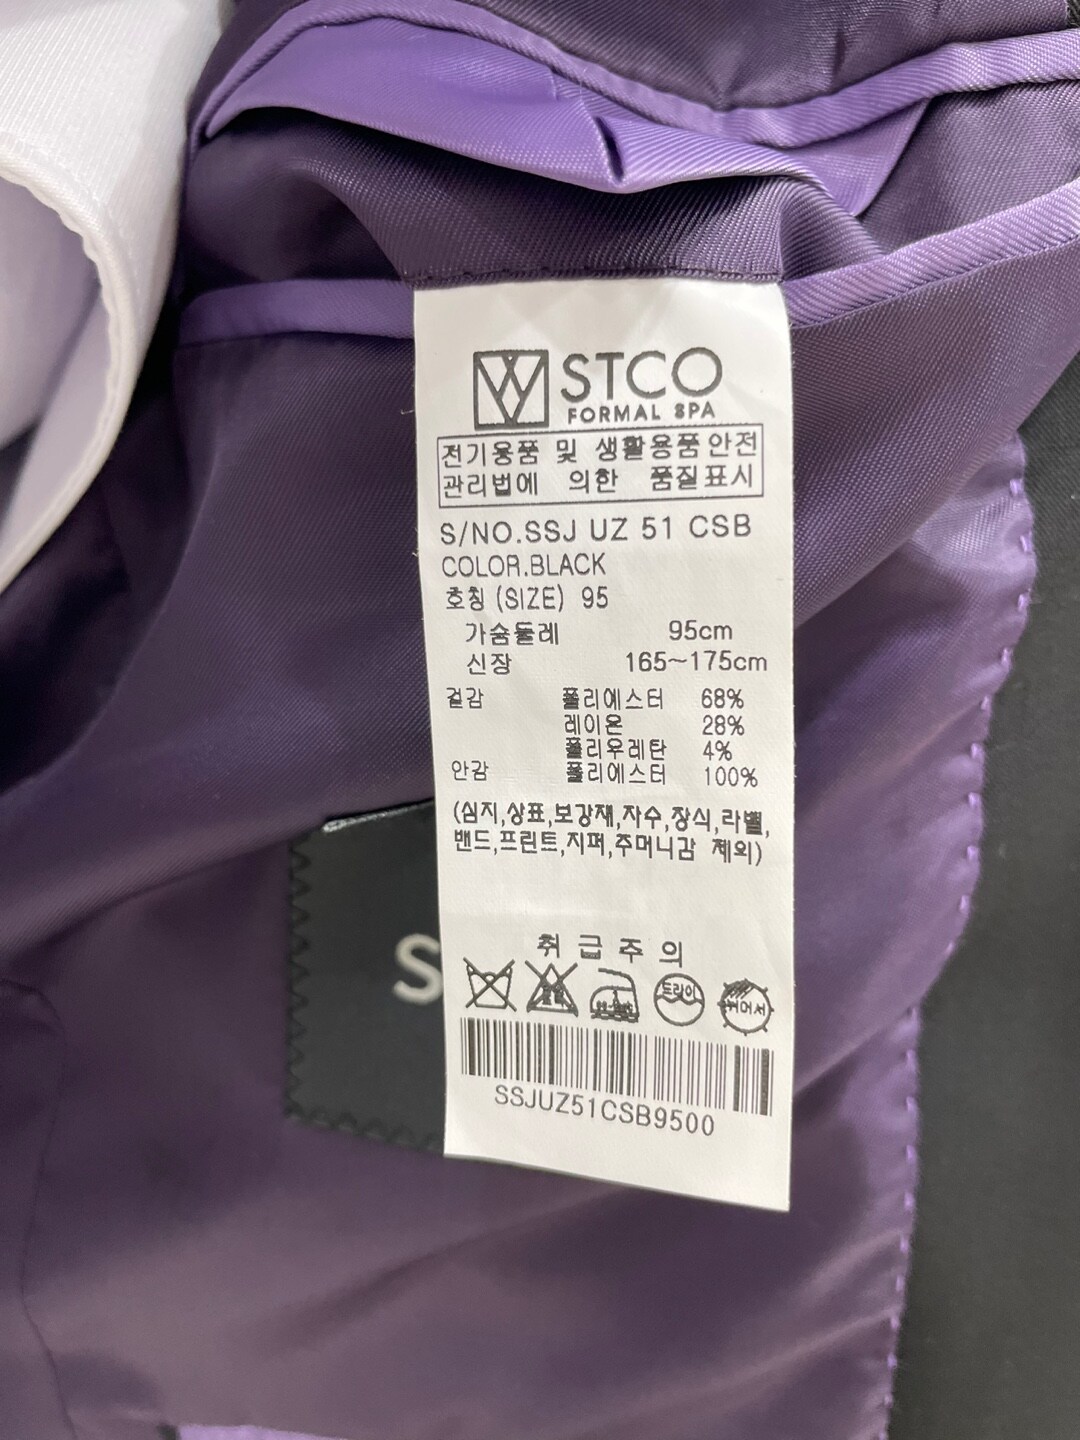 STCO
FORMAL SPA
전기용품 및 생활용품안전
관리법에 의한 품질표시
S/NO.SSJ UZ 51 CSB
COLOR.BLACK
호칭 (SIZE) 95
가슴둘레 95cm
신장 165~175cm
겉감 폴리에스터 68%
레이온 28%
폴리우레탄 4%
안감 폴리에스터 100%
(심지,상표,보강재,자수,장식,라벨,
밴드,프린트,지퍼,주머니감 제외)
취급주의
드라이
SSJUZ51CSB9500
S